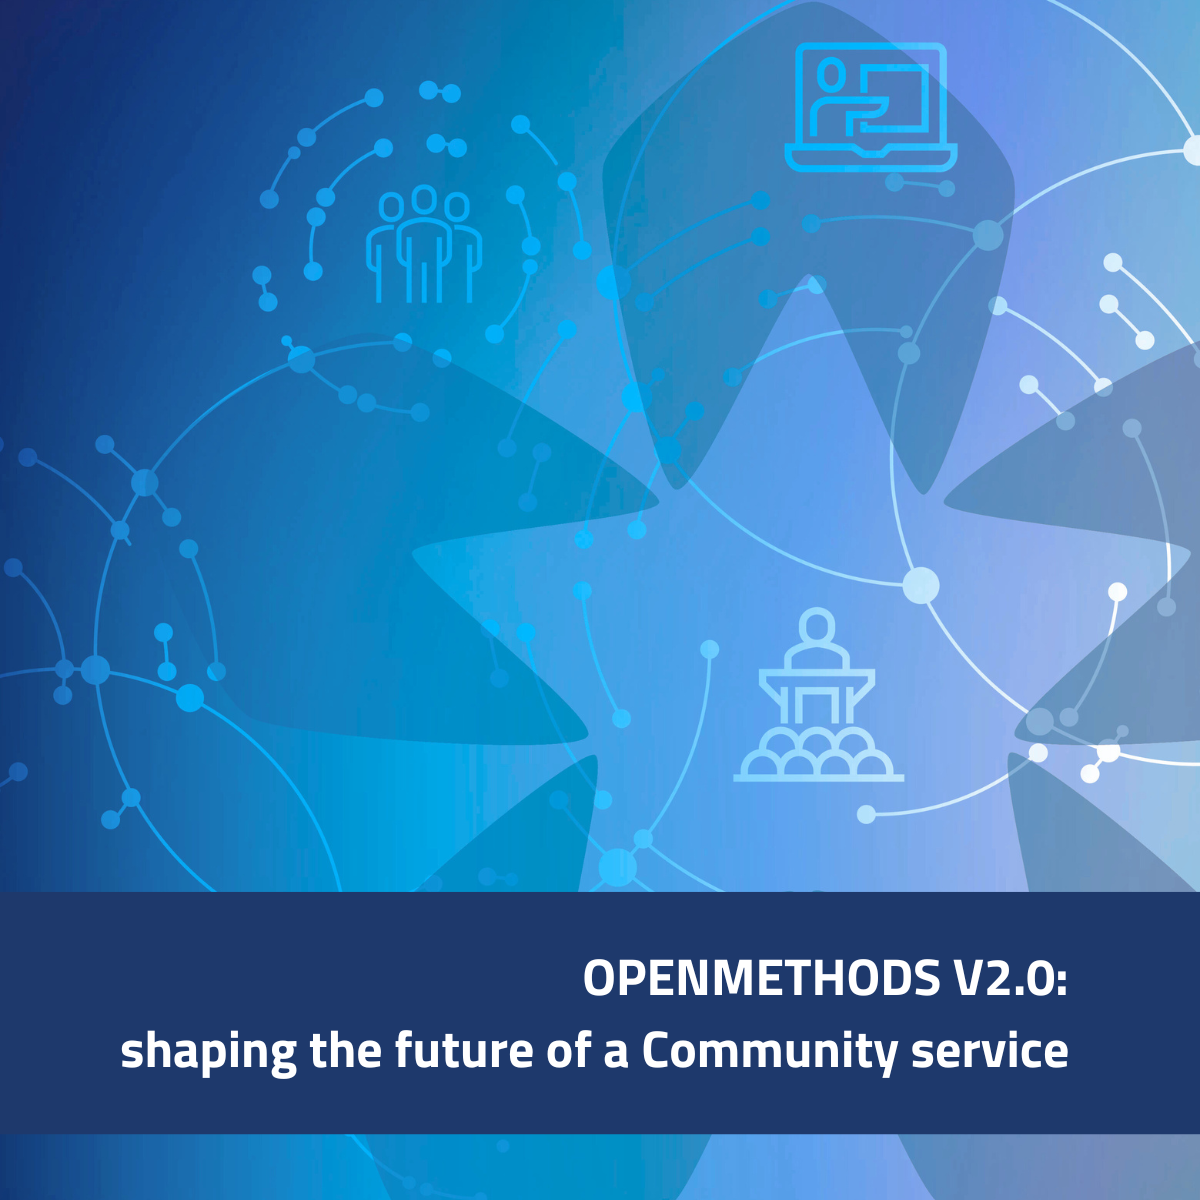 OPENMETHODS V2.0:
shaping the future of a Community service